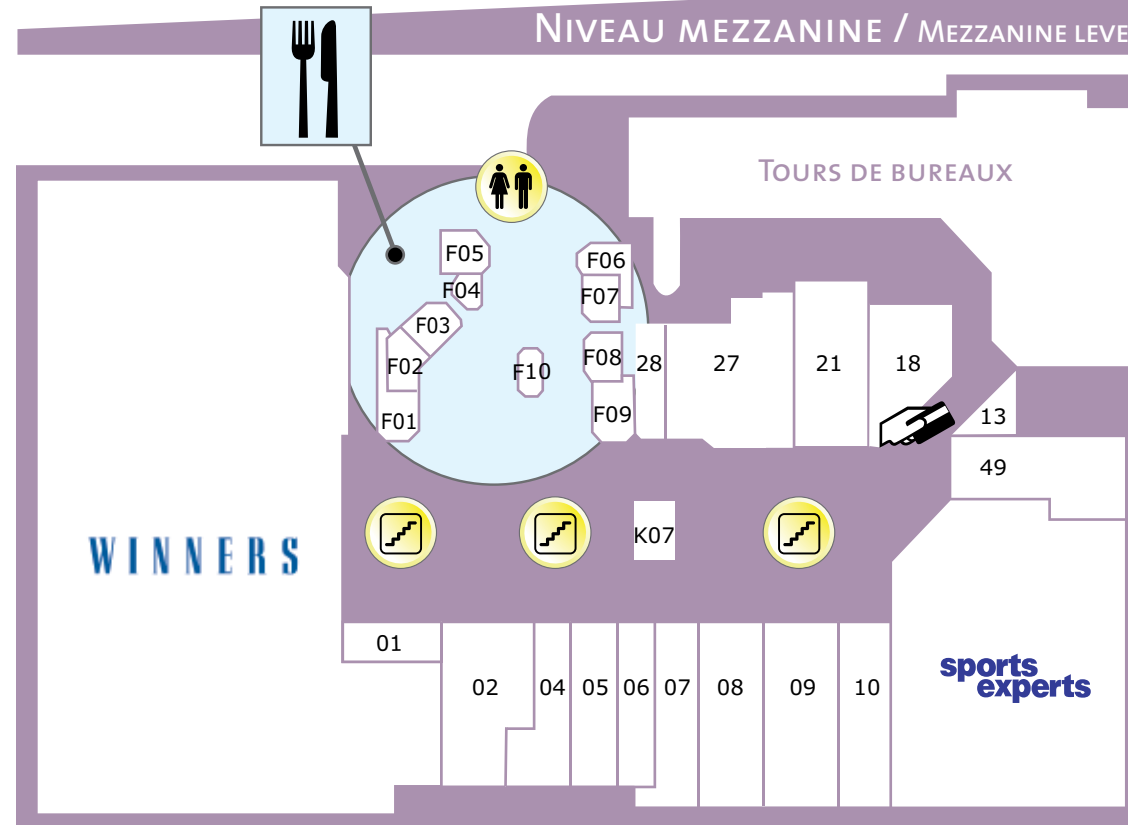 NIVEAU MEZZANINE / MEZZANINE LEVE
TOURS DE BUREAUX
F05
F06
F04
F07
F03
F02
F10
F08
28
27
21
18
F01
F09
13
49
K07
WINNERS
01
02
04
05
06
07
08
09
10
sports
experts